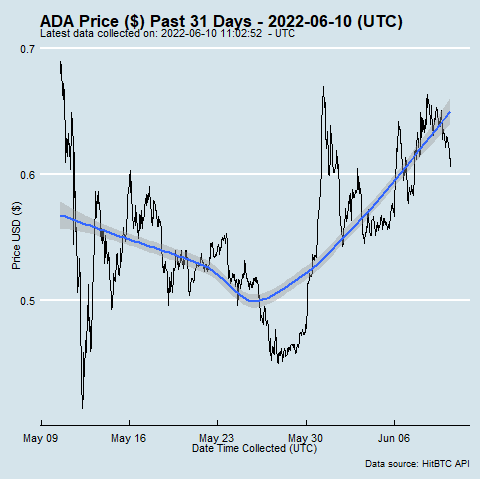 ADA Price ($) Past 31 Days - 2022-06-10 (UTC)
Latest data collected on: 2022-06-10 11:02:52 - UTC
0.7
0.6
0.5
Price USD ($)
May 09 May 16 May 23 May 30 Jun 06
Date Time Collected (UTC)
Data source: HitBTC API